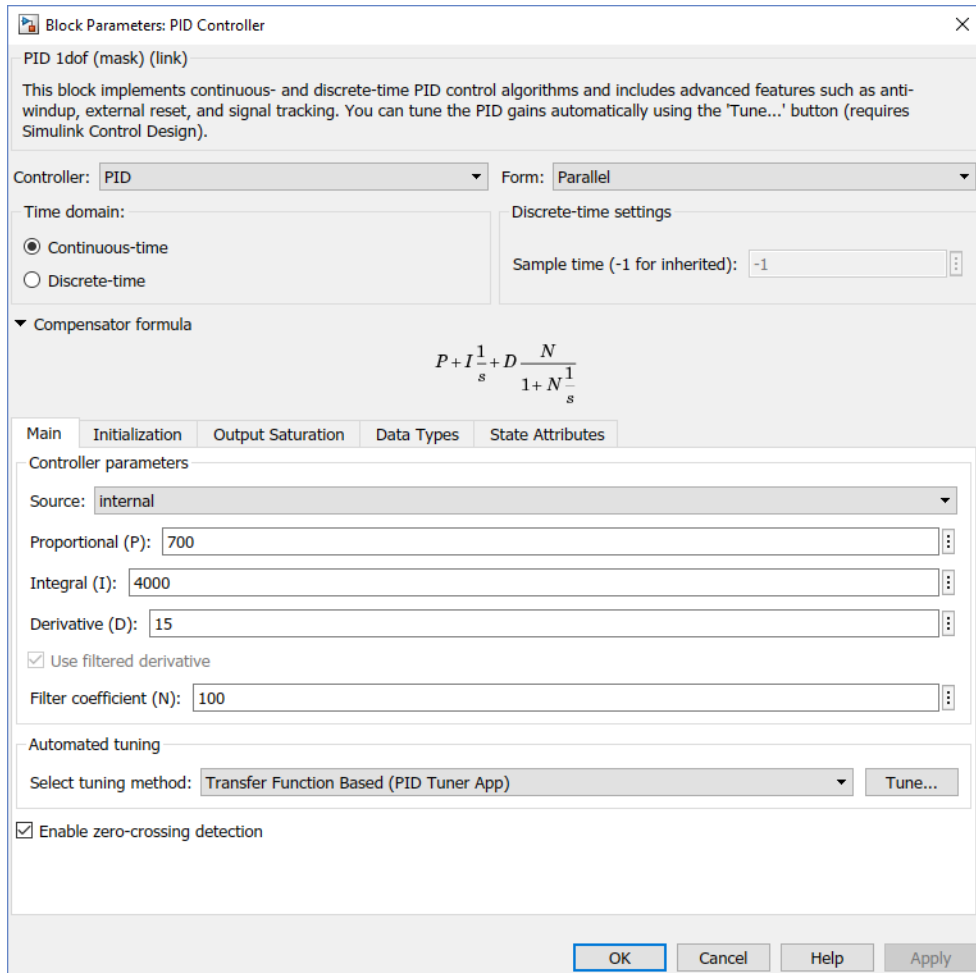 Block Parameters: PID Controller
PID 1dof (mask) (link)
This block implements continuous- and discrete-time PID control algorithms and includes advanced features such as anti-
windup, external reset, and signal tracking. You can tune the PID gains automatically using the 'Tune...' button (requires
Simulink Control Design).
Controller: PID Form: Parallel
Time domain: Discrete-time settings
Continuous-time
Discrete-time
Sample time (-1 for inherited): -1
Compensator formula
P + I 1/s + D N/(1 + N 1/s)
Main Initialization Output Saturation Data Types State Attributes
Controller parameters
Source: internal
Proportional (P): 700
Integral (I): 4000
Derivative (D): 15
Use filtered derivative
Filter coefficient (N): 100
Automated tuning
Select tuning method: Transfer Function Based (PID Tuner App) Tune...
Enable zero-crossing detection
OK Cancel Help Apply